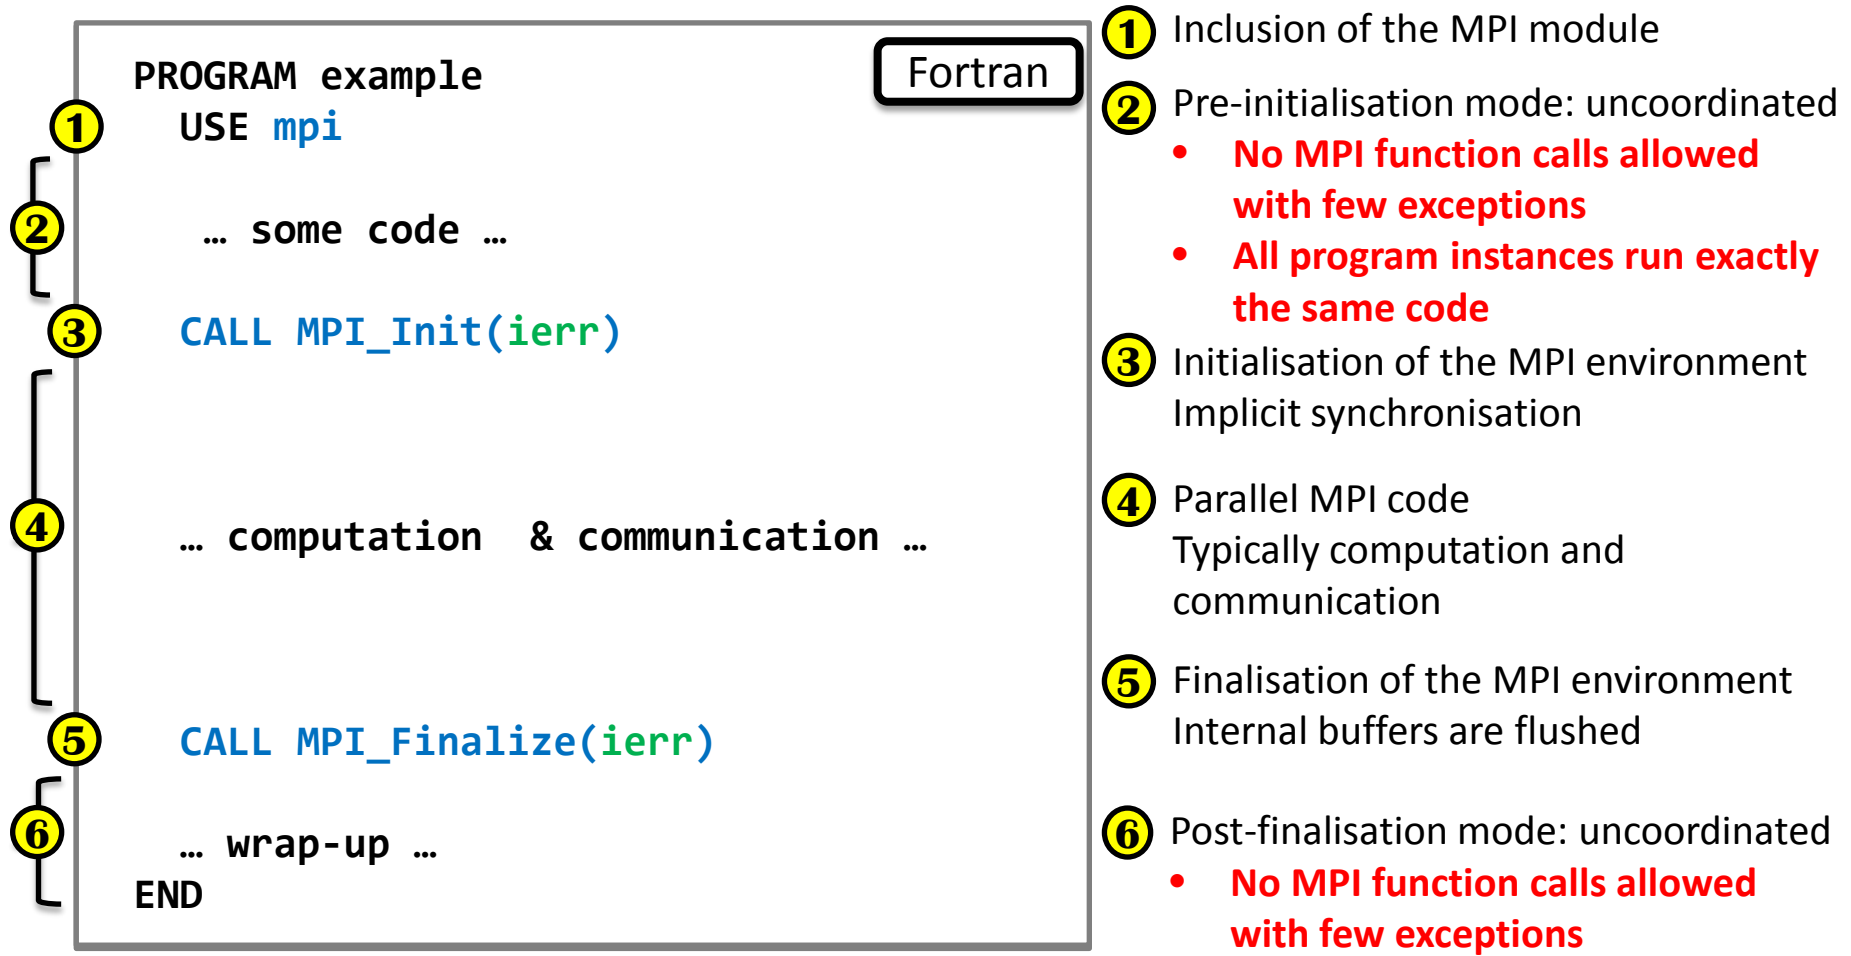 Fortran
PROGRAM example
1 USE mpi
2 … some code …
3 CALL MPI_Init(ierr)
4 … computation & communication …
5 CALL MPI_Finalize(ierr)
6 … wrap-up …
END
1 Inclusion of the MPI module
2 Pre-initialisation mode: uncoordinated
• No MPI function calls allowed
with few exceptions
• All program instances run exactly
the same code
3 Initialisation of the MPI environment
Implicit synchronisation
4 Parallel MPI code
Typically computation and
communication
5 Finalisation of the MPI environment
Internal buffers are flushed
6 Post-finalisation mode: uncoordinated
• No MPI function calls allowed
with few exceptions